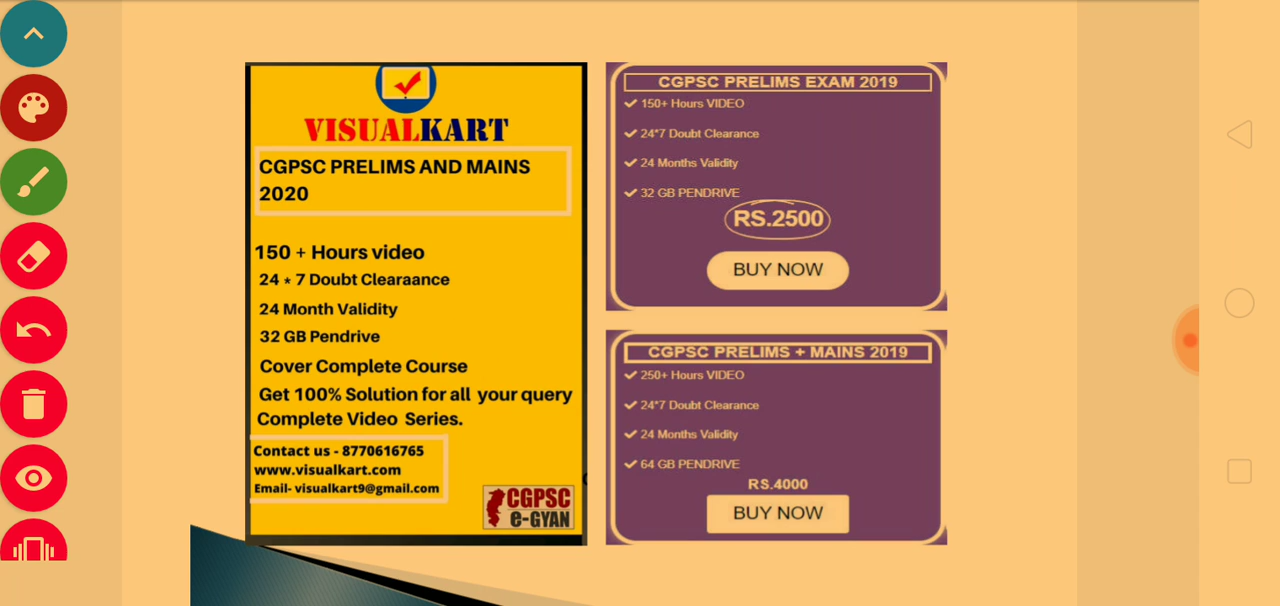 VISUALKART
CGPSC PRELIMS AND MAINS
2020
150 + Hours video
24 * 7 Doubt Clearaance
24 Month Validity
32 GB Pendrive
Cover Complete Course
Get 100% Solution for all your query
Complete Video Series.
Contact us - 8770616765
www.visualkart.com
Email- visualkart9@gmail.com
CGPSC
e-GYAN
CGPSC PRELIMS EXAM 2019
150+ Hours VIDEO
24*7 Doubt Clearance
24 Months Validity
32 GB PENDRIVE
RS.2500
BUY NOW
CGPSC PRELIMS + MAINS 2019
250+ Hours VIDEO
24*7 Doubt Clearance
24 Months Validity
64 GB PENDRIVE
RS.4000
BUY NOW